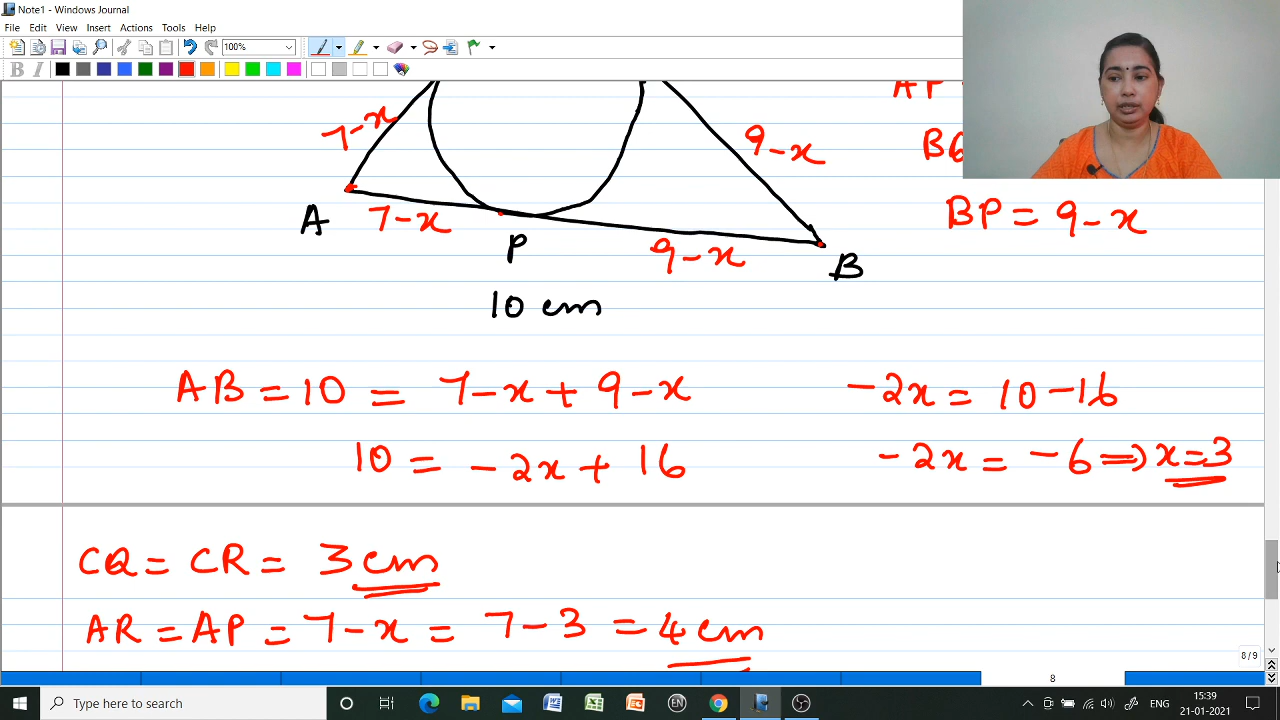 Note1 - Windows Journal
File Edit View Insert Actions Tools Help
100%
B I
7-x
9-x
AP
BP = 9-x
A
7-x
P
9-x
B
10 cm
AB = 10 = 7-x + 9-x
-2x = 10-16
10 = -2x + 16
-2x = -6 ⇒ x=3
CQ = CR = 3 cm
AR = AP = 7-x = 7-3 = 4 cm
8/9
8
Type here to search
EN
ENG
15:39
21-01-2021